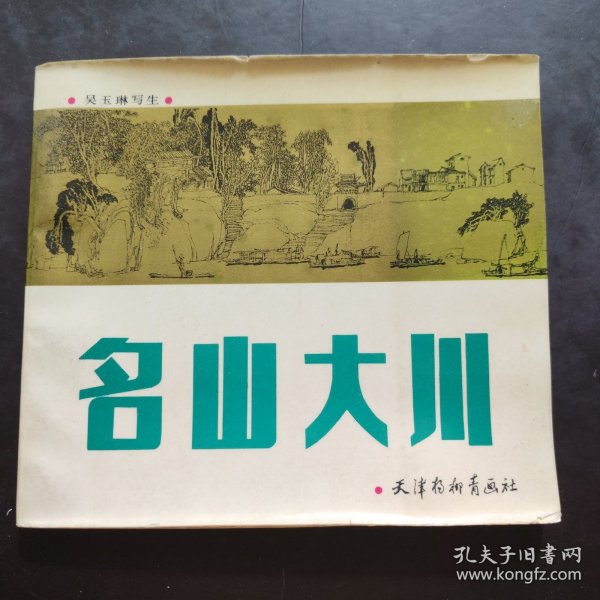 • 吴玉琳写生 •
名山大川
• 天津杨柳青画社
孔夫子旧書网
www.kongfz.com